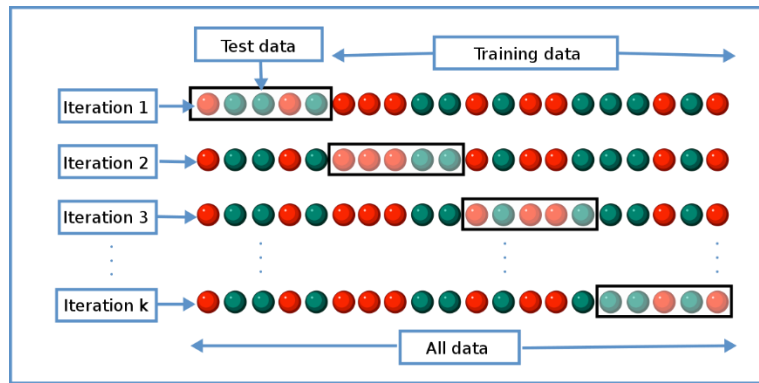 Test data
Training data
Iteration 1
Iteration 2
Iteration 3
Iteration k
All data